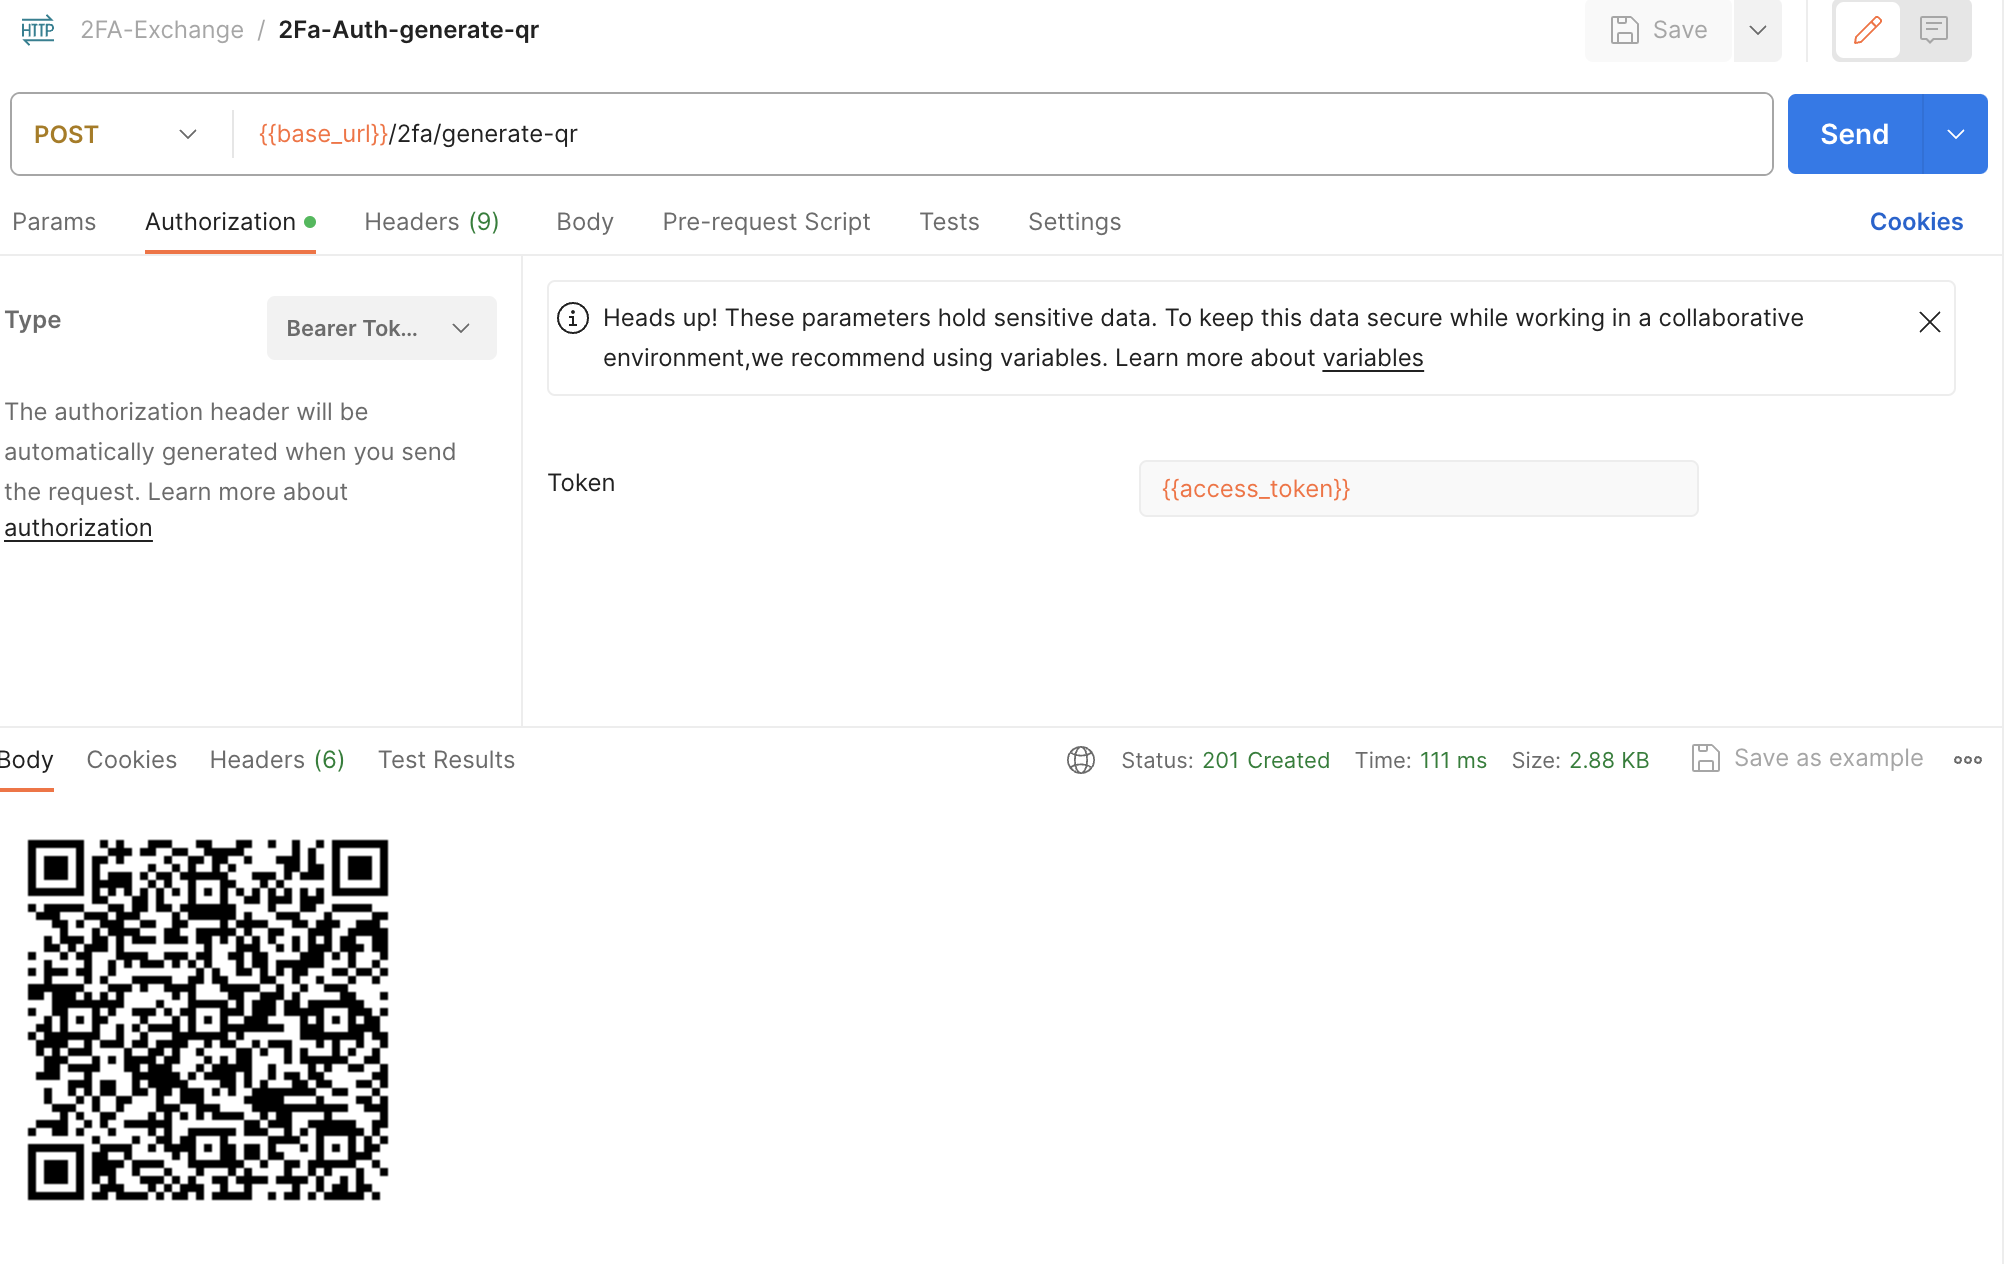 HTTP 2FA-Exchange / 2Fa-Auth-generate-qr
Save
POST {{base_url}}/2fa/generate-qr
Send
Params Authorization Headers (9) Body Pre-request Script Tests Settings Cookies
Type Bearer Tok...
The authorization header will be
automatically generated when you send
the request. Learn more about
authorization
Heads up! These parameters hold sensitive data. To keep this data secure while working in a collaborative
environment,we recommend using variables. Learn more about variables
Token {{access_token}}
Body Cookies Headers (6) Test Results Status: 201 Created Time: 111 ms Size: 2.88 KB Save as example